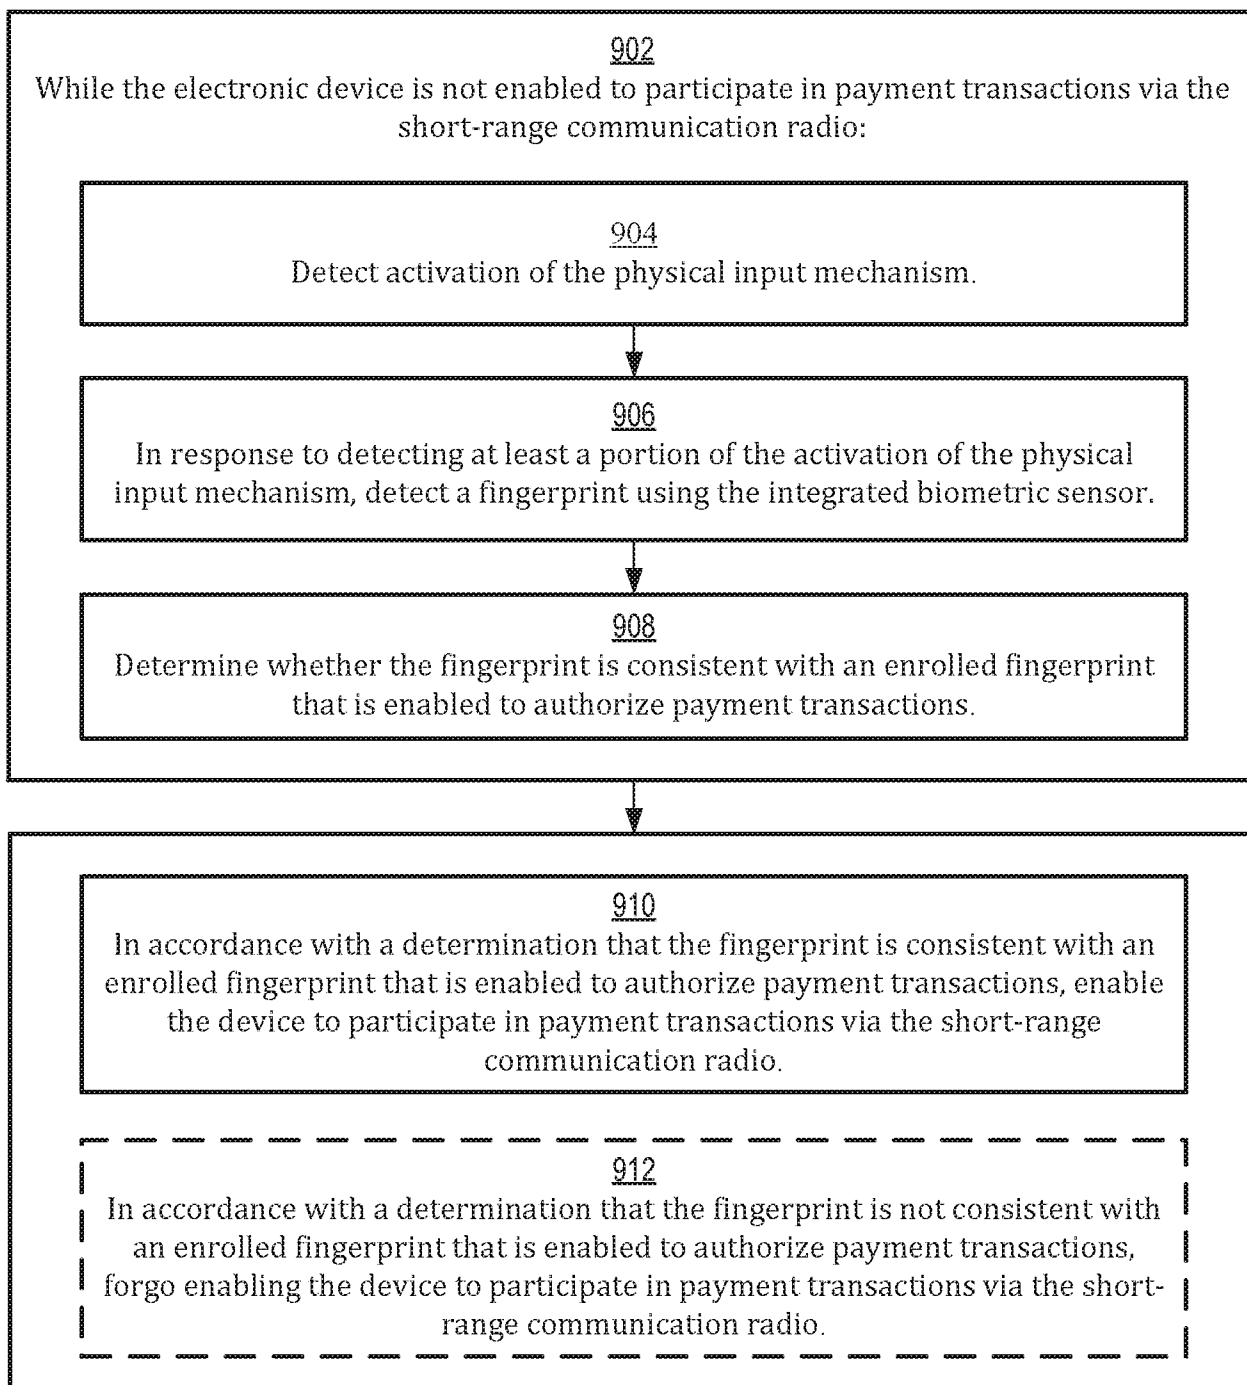 902
While the electronic device is not enabled to participate in payment transactions via the
short-range communication radio:
904
Detect activation of the physical input mechanism.
906
In response to detecting at least a portion of the activation of the physical
input mechanism, detect a fingerprint using the integrated biometric sensor.
908
Determine whether the fingerprint is consistent with an enrolled fingerprint
that is enabled to authorize payment transactions.
910
In accordance with a determination that the fingerprint is consistent with an
enrolled fingerprint that is enabled to authorize payment transactions, enable
the device to participate in payment transactions via the short-range
communication radio.
912
In accordance with a determination that the fingerprint is not consistent with
an enrolled fingerprint that is enabled to authorize payment transactions,
forgo enabling the device to participate in payment transactions via the short-
range communication radio.